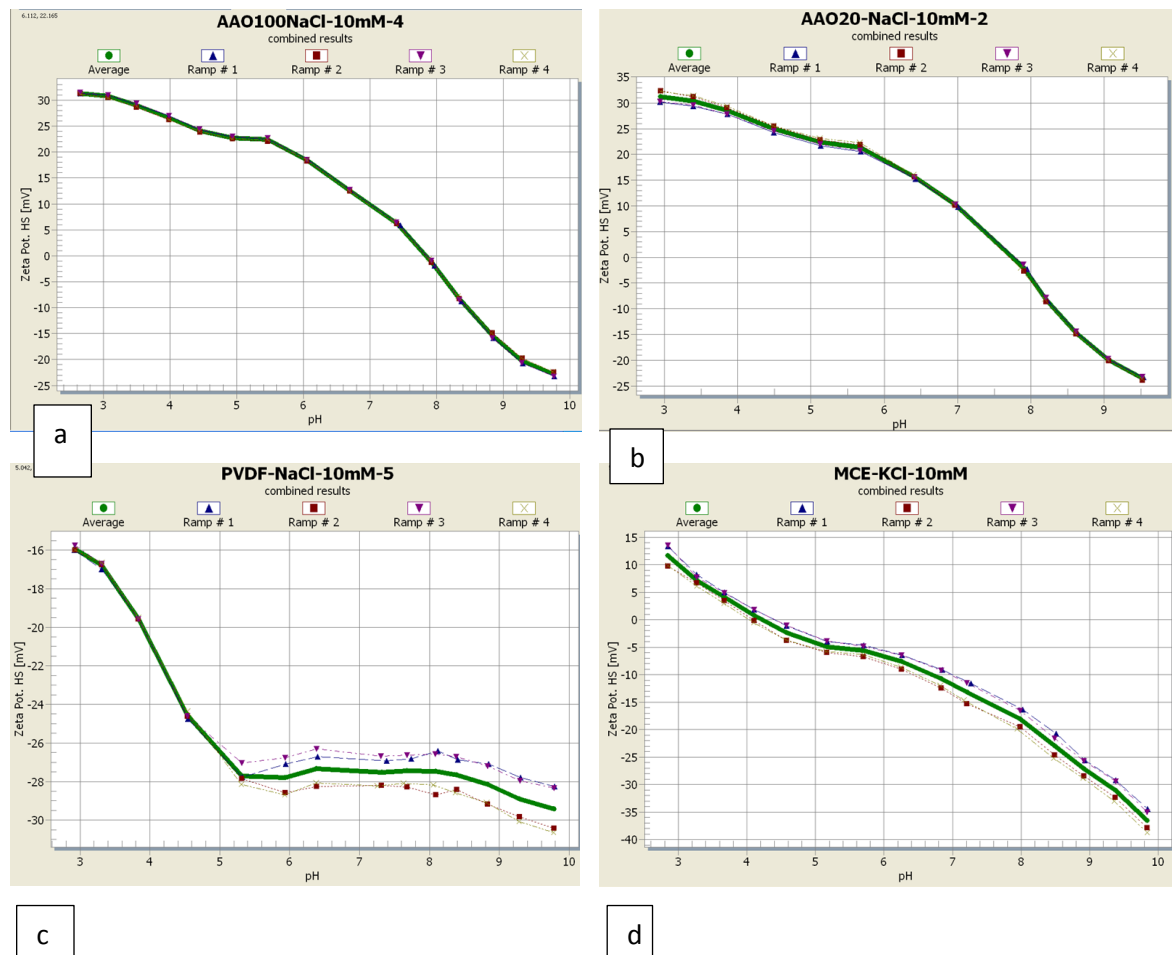 6.112, 22.165
AAO100NaCl-10mM-4
combined results
Average Ramp # 1 Ramp # 2 Ramp # 3 Ramp # 4
Zeta Pot. HS [mV]
30
25
20
15
10
5
0
-5
-10
-15
-20
-25
3 4 5 6 7 8 9 10
pH
a
AAO20-NaCl-10mM-2
combined results
Average Ramp # 1 Ramp # 2 Ramp # 3 Ramp # 4
Zeta Pot. HS [mV]
35
30
25
20
15
10
5
0
-5
-10
-15
-20
-25
3 4 5 6 7 8 9
pH
b
5.042,
PVDF-NaCl-10mM-5
combined results
Average Ramp # 1 Ramp # 2 Ramp # 3 Ramp # 4
Zeta Pot. HS [mV]
-16
-18
-20
-22
-24
-26
-28
-30
3 4 5 6 7 8 9 10
pH
c
MCE-KCl-10mM
combined results
Average Ramp # 1 Ramp # 2 Ramp # 3 Ramp # 4
Zeta Pot. HS [mV]
15
10
5
0
-5
-10
-15
-20
-25
-30
-35
-40
3 4 5 6 7 8 9 10
pH
d